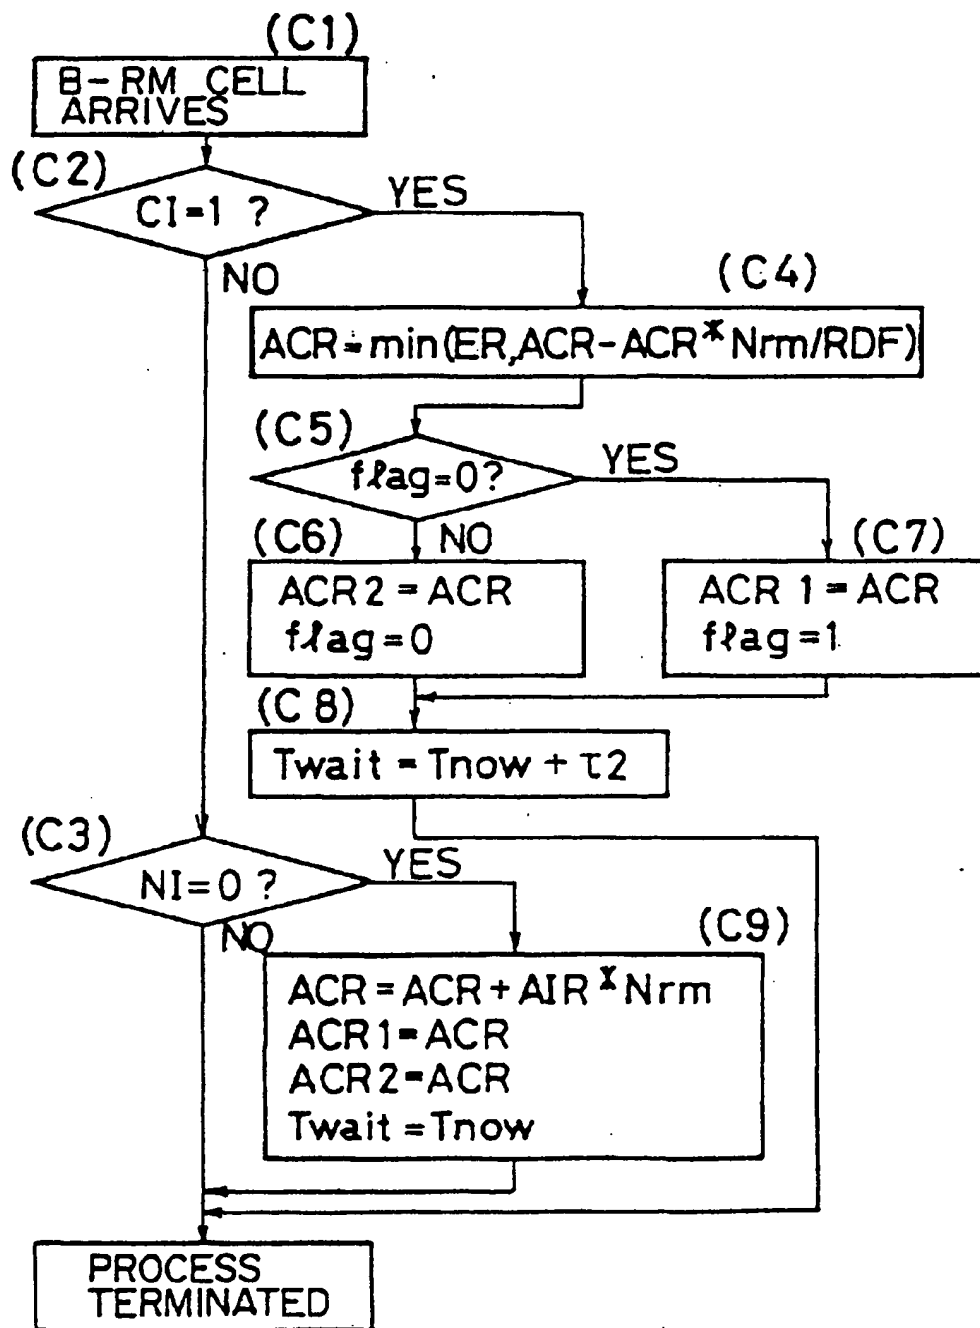 (C1)
B-RM CELL
ARRIVES
(C2)
CI=1 ?
YES
NO
(C4)
ACR=min(ER,ACR-ACR*Nrm/RDF)
(C5)
flag=0?
YES
NO
(C6)
ACR2=ACR
flag=0
(C7)
ACR1=ACR
flag=1
(C8)
Twait=Tnow+τ2
(C3)
NI=0 ?
YES
NO
(C9)
ACR=ACR+AIR*Nrm
ACR1=ACR
ACR2=ACR
Twait=Tnow
PROCESS
TERMINATED